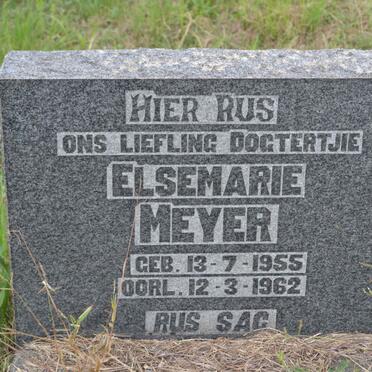 HIER RUS
ONS LIEFLING DOGTERTJIE
ELSEMARIE
MEYER
GEB. 13-7-1955
OORL. 12-3-1962
RUS SAG